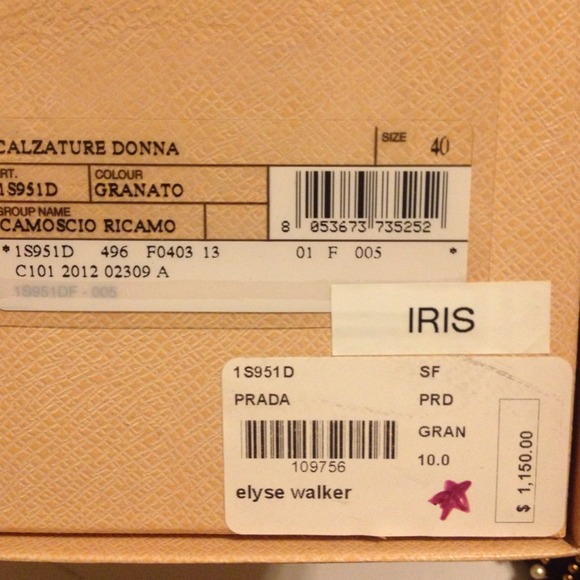 CALZATURE DONNA
SIZE 40
RT. COLOUR
1S951D GRANATO
GROUP NAME
CAMOSCIO RICAMO
8 053673 735252
*1S951D 496 F0403 13 01 F 005 *
C101 2012 02309 A
1S951DF - 005
IRIS
1S951D SF
PRADA PRD
GRAN
109756 10.0
elyse walker
$ 1,150.00